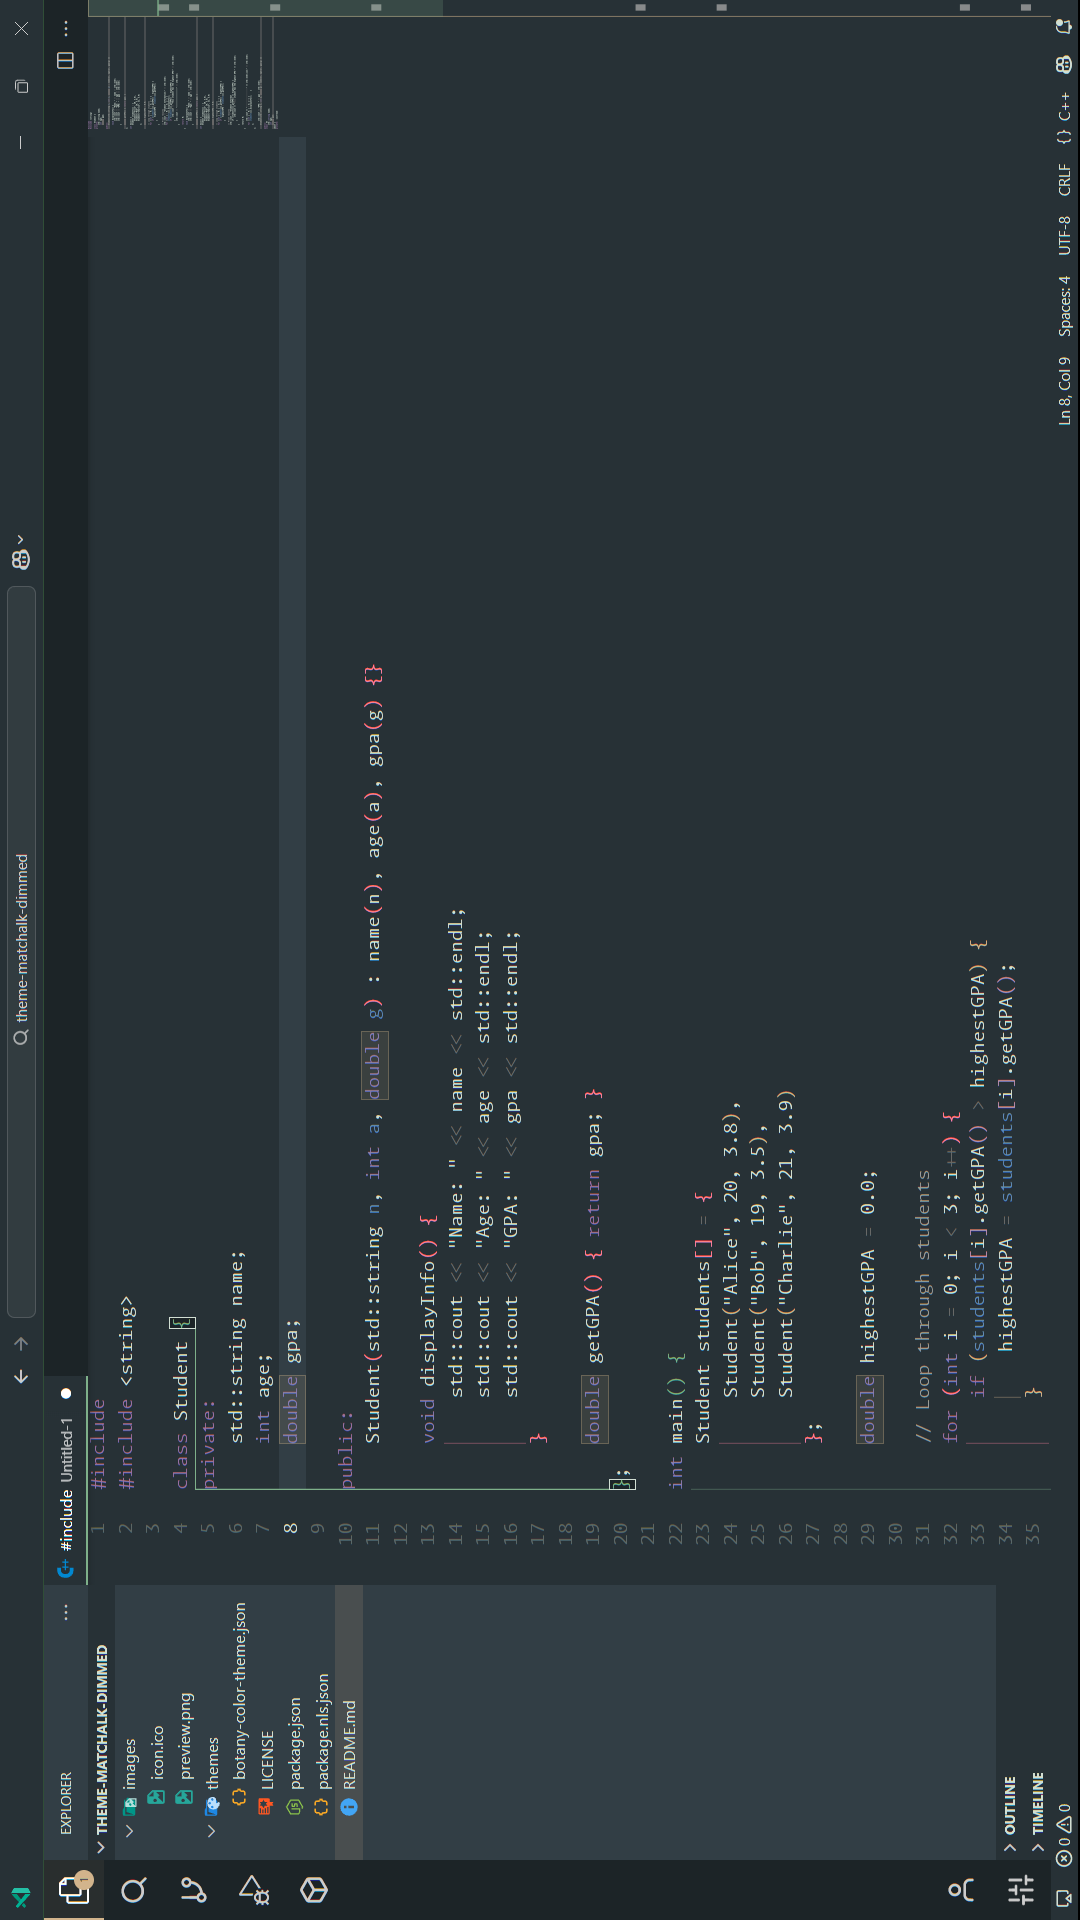 theme-matchalk-dimmed
EXPLORER
THEME-MATCHALK-DIMMED
images
icon.ico
preview.png
themes
botany-color-theme.json
LICENSE
package.json
package.nls.json
README.md
OUTLINE
TIMELINE
#include Untitled-1
1 #include
2 #include <string>
3
4 class Student {
5 private:
6 std::string name;
7 int age;
8 double gpa;
9
10 public:
11 Student(std::string n, int a, double g) : name(n), age(a), gpa(g) {}
12
13 void displayInfo() {
14 std::cout << "Name: " << name << std::endl;
15 std::cout << "Age: " << age << std::endl;
16 std::cout << "GPA: " << gpa << std::endl;
17 }
18
19 double getGPA() { return gpa; }
20 };
21
22 int main() {
23 Student students[] = {
24 Student("Alice", 20, 3.8),
25 Student("Bob", 19, 3.5),
26 Student("Charlie", 21, 3.9)
27 };
28
29 double highestGPA = 0.0;
30
31 // Loop through students
32 for (int i = 0; i < 3; i++) {
33 if (students[i].getGPA() > highestGPA) {
34 highestGPA = students[i].getGPA();
35 }
1
0 0
Ln 8, Col 9 Spaces: 4 UTF-8 CRLF {} C++